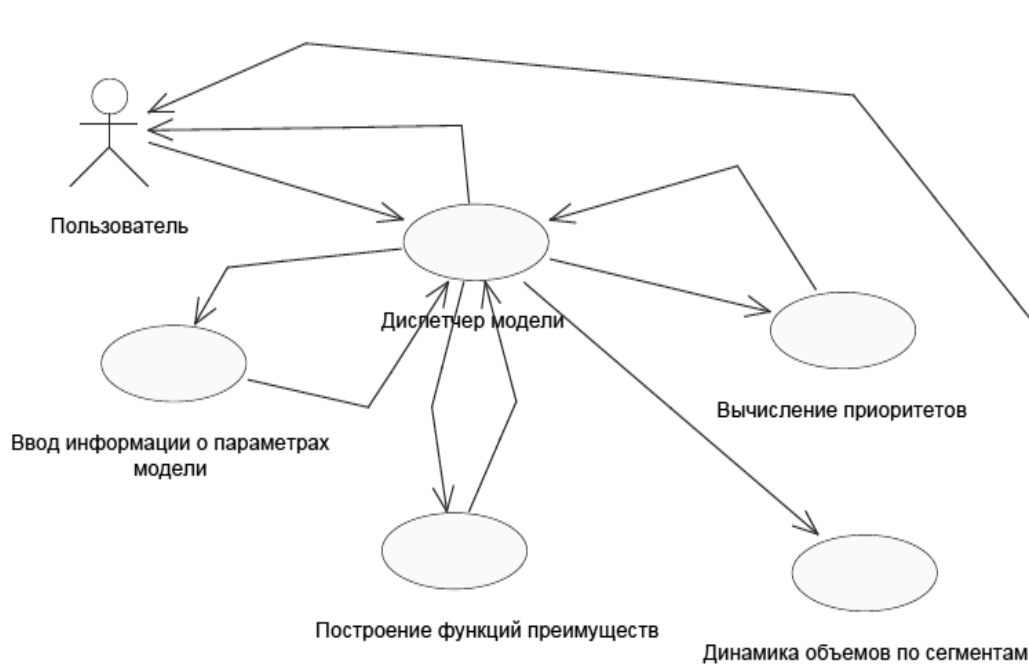 Пользователь
Диспетчер модели
Вычисление приоритетов
Ввод информации о параметрах
модели
Построение функций преимуществ
Динамика объемов по сегментам